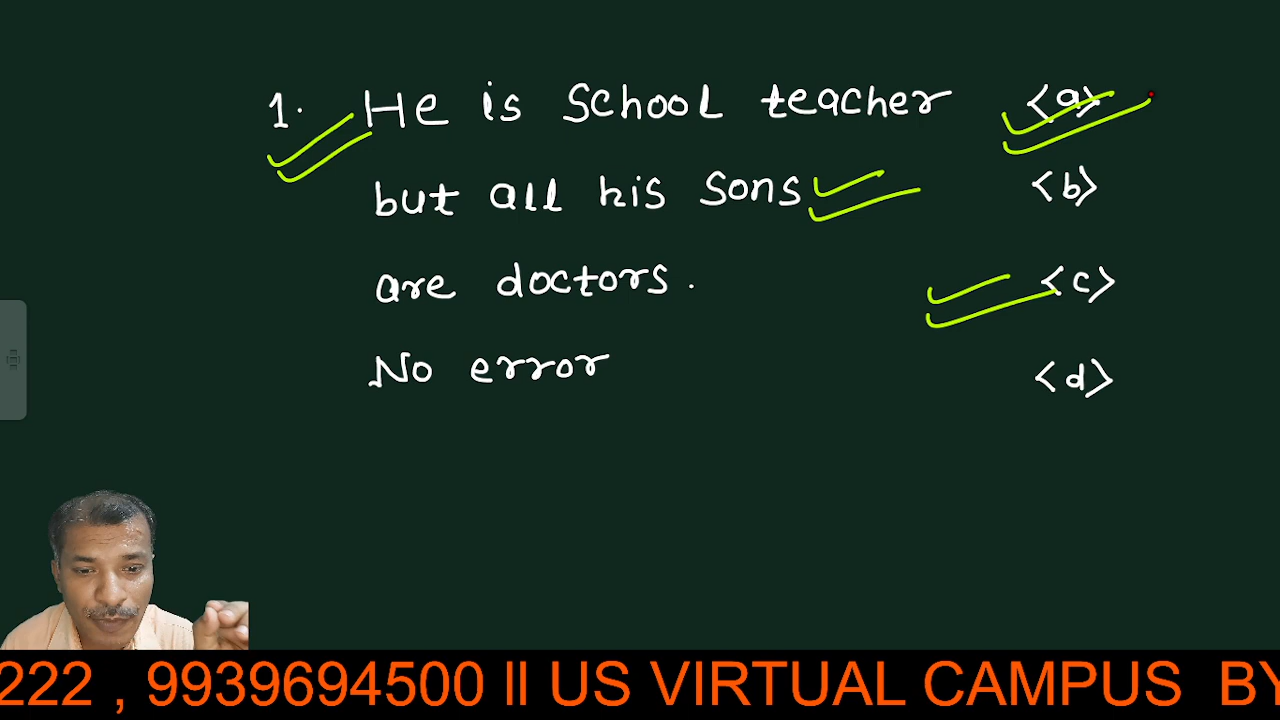 1. He is School teacher <a>
but all his sons <b>
are doctors. <c>
No error <d>
222 , 9939694500 ll US VIRTUAL CAMPUS BY